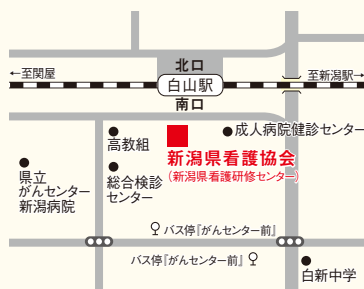 北口
←至関屋
白山駅
至新潟駅→
南口
高教組
成人病院健診センター
新潟県看護協会
（新潟県看護研修センター）
県立
がんセンター
新潟病院
総合検診
センター
バス停『がんセンター前』
バス停『がんセンター前』
白新中学